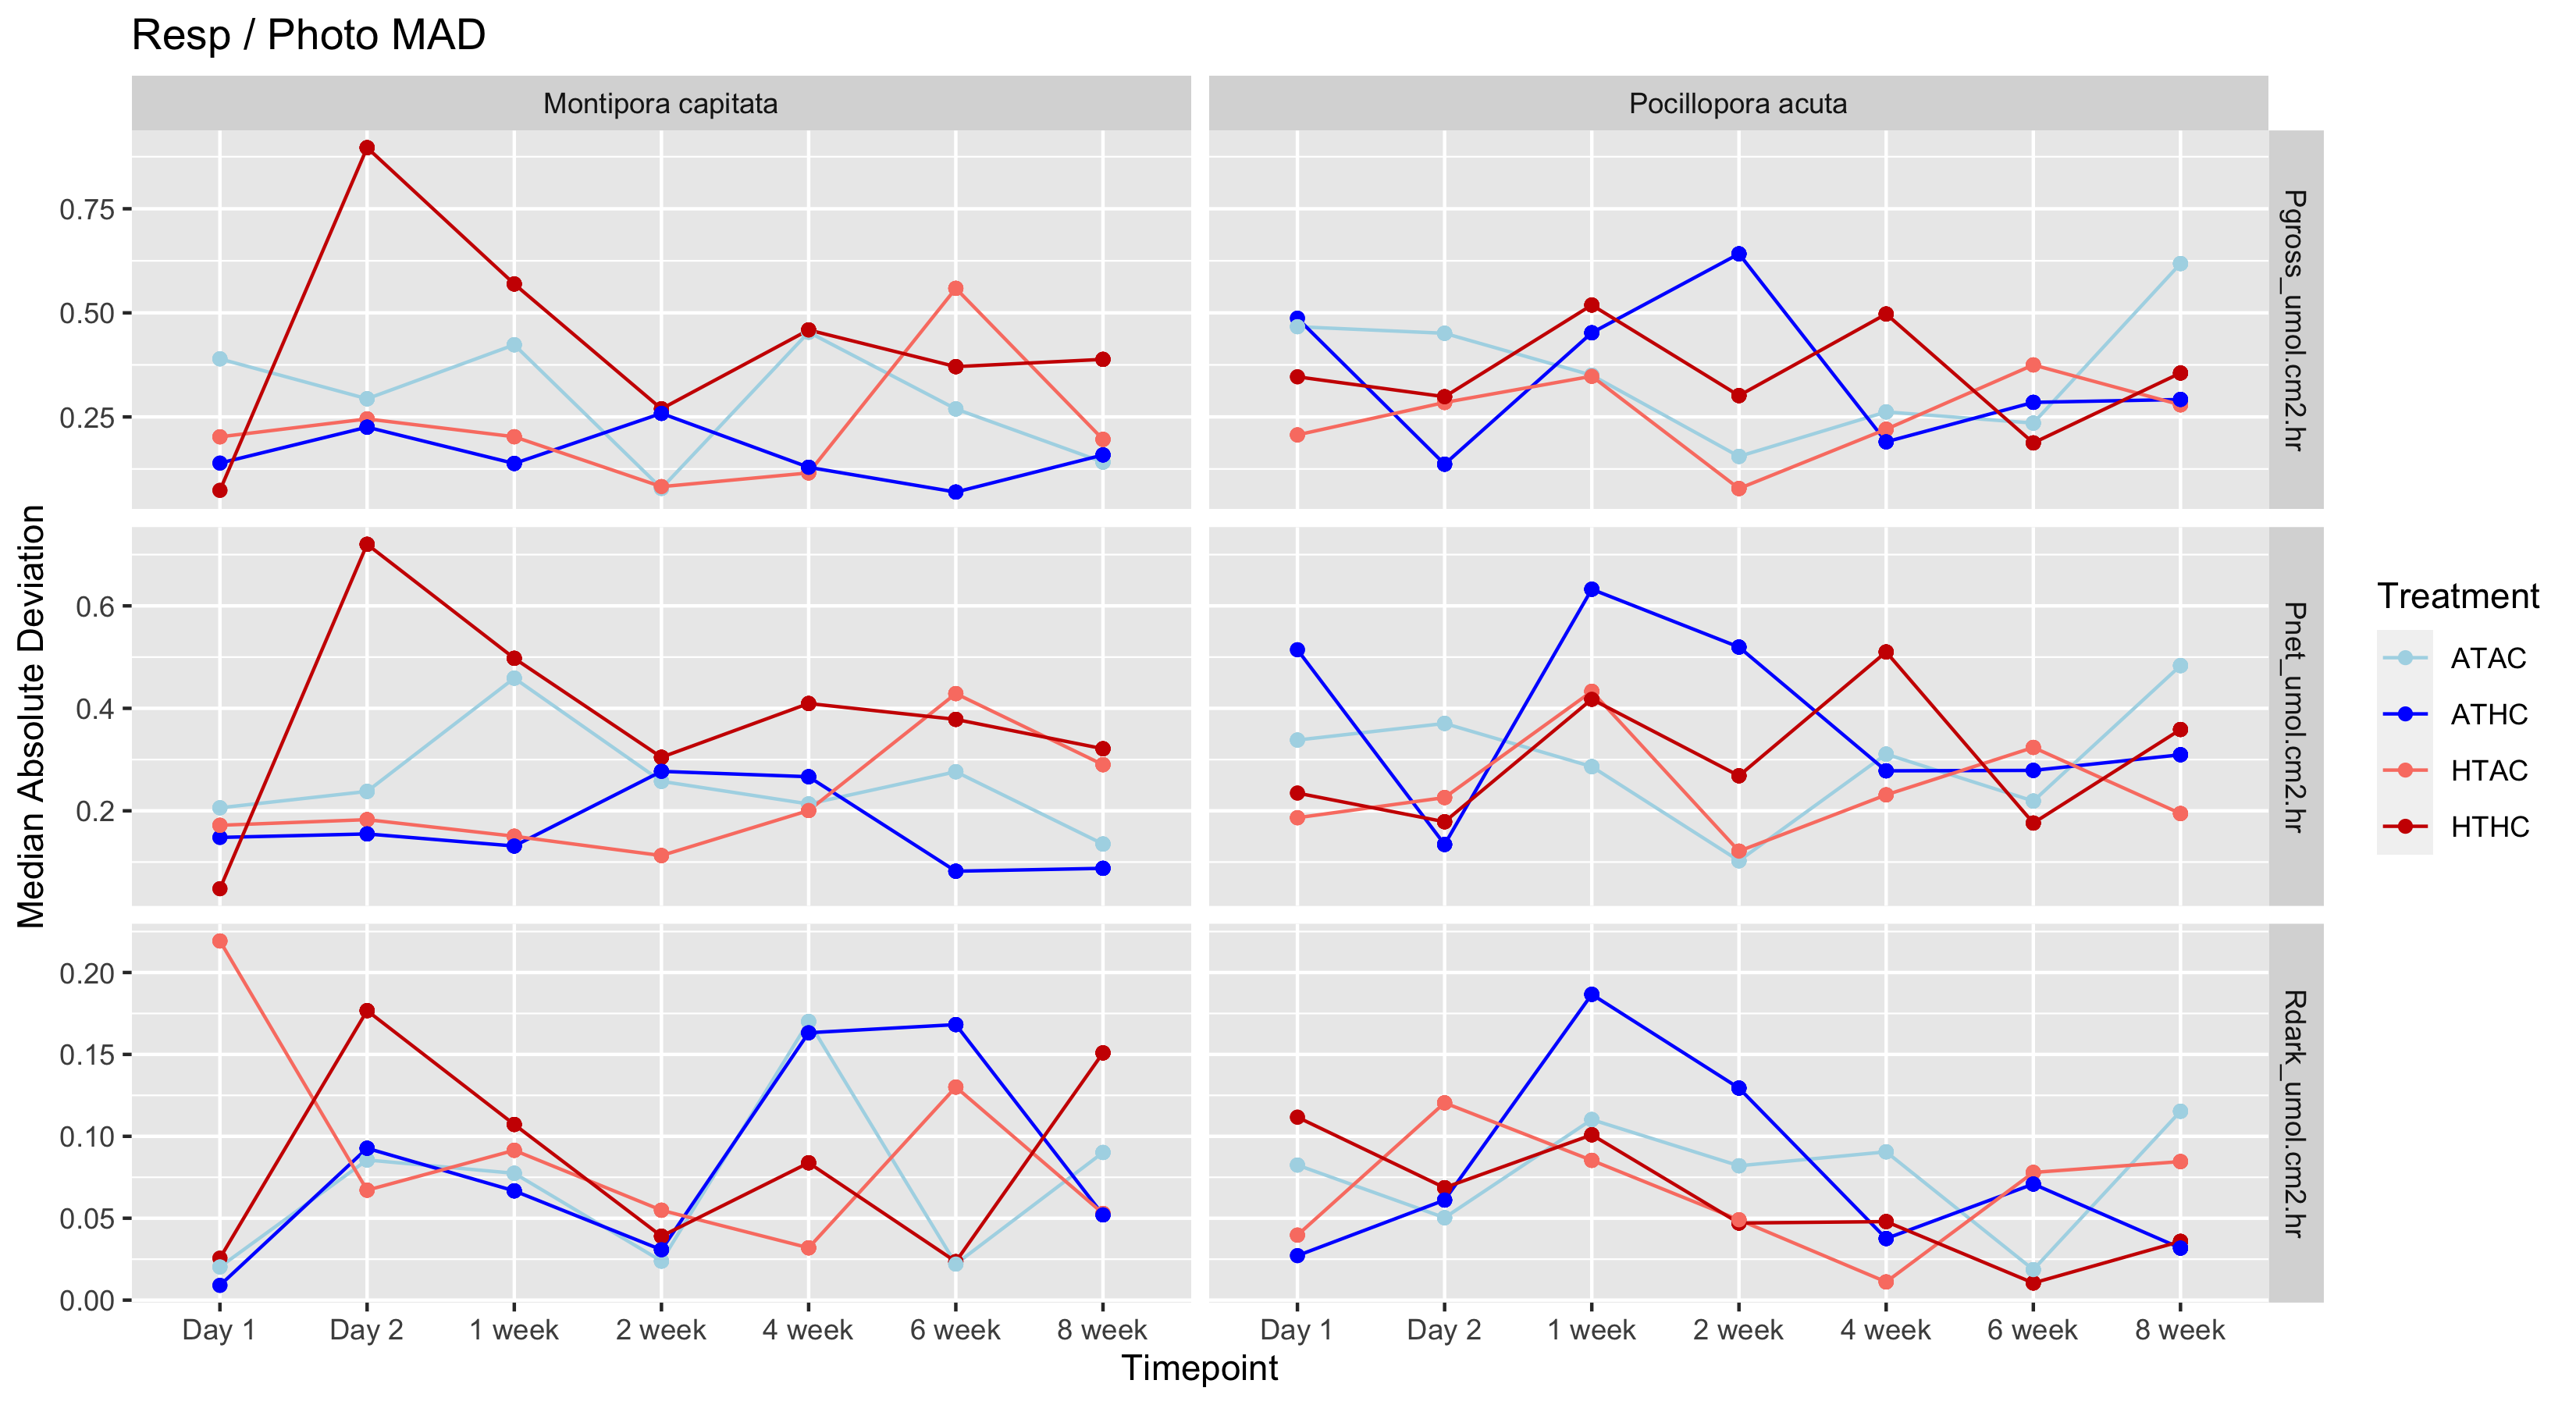 Resp / Photo MAD
Montipora capitata
Pocillopora acuta
Median Absolute Deviation
0.75
0.50
0.25
Pgross_umol.cm2.hr
0.6
0.4
0.2
Pnet_umol.cm2.hr
0.20
0.15
0.10
0.05
0.00
Rdark_umol.cm2.hr
Day 1 Day 2 1 week 2 week 4 week 6 week 8 week
Day 1 Day 2 1 week 2 week 4 week 6 week 8 week
Timepoint
Treatment
ATAC
ATHC
HTAC
HTHC